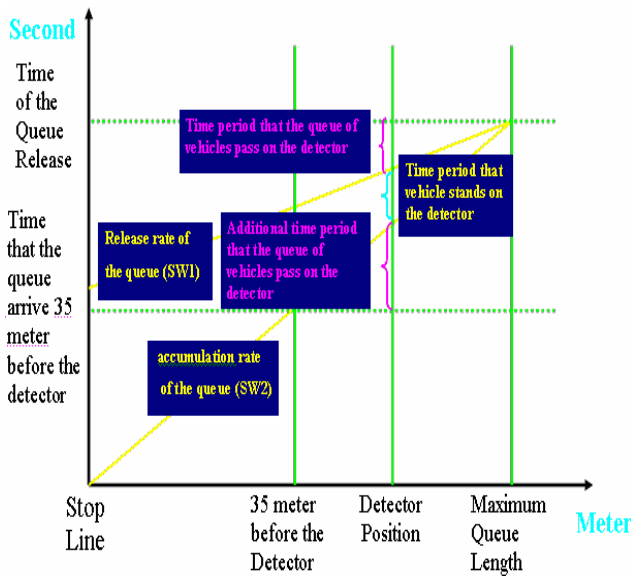 Second
Time
of the
Queue
Release
Time period that the queue of
vehicles pass on the detector
Time period that
vehicle stands on
the detector
Time
that the
queue
arrive 35
meter
before the
detector
Release rate of
the queue (SW1)
Additional time period
that the queue of
vehicles pass on the
detector
accumulation rate
of the queue (SW2)
Stop
Line
35 meter
before the
Detector
Detector
Position
Maximum
Queue
Length
Meter